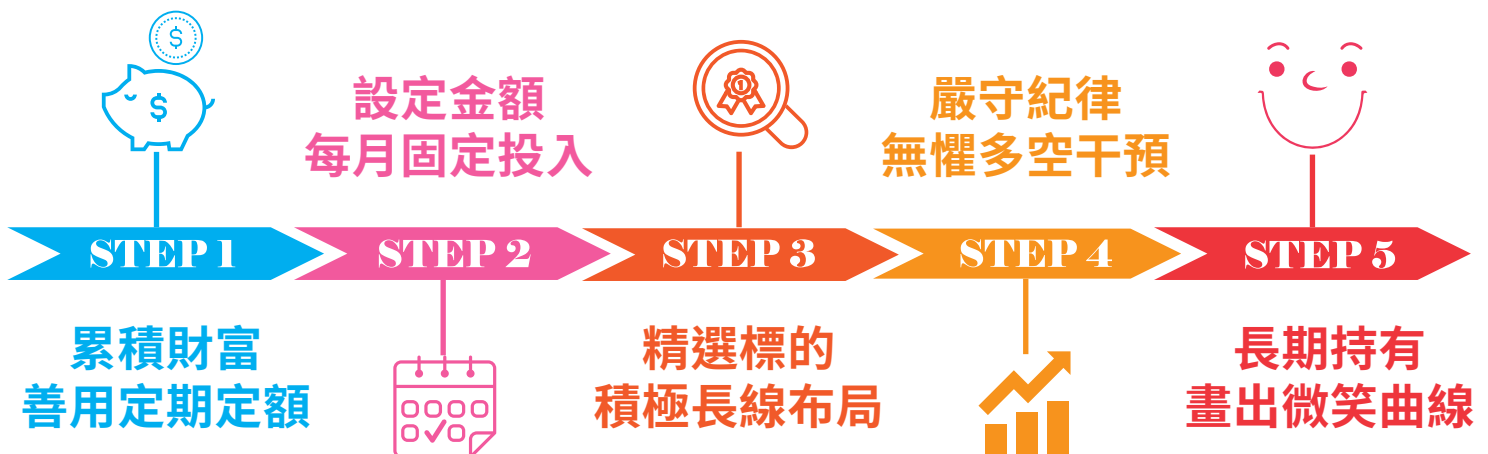 STEP 1
累積財富
善用定期定額
設定金額
每月固定投入
STEP 2
STEP 3
精選標的
積極長線布局
嚴守紀律
無懼多空干預
STEP 4
STEP 5
長期持有
畫出微笑曲線
$
$
1